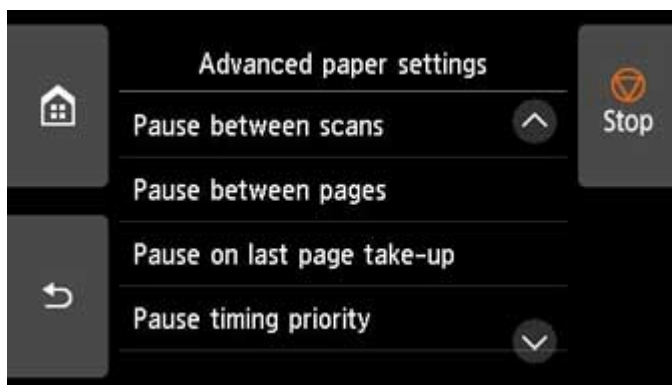 Advanced paper settings
Pause between scans
Stop
Pause between pages
Pause on last page take-up
Pause timing priority